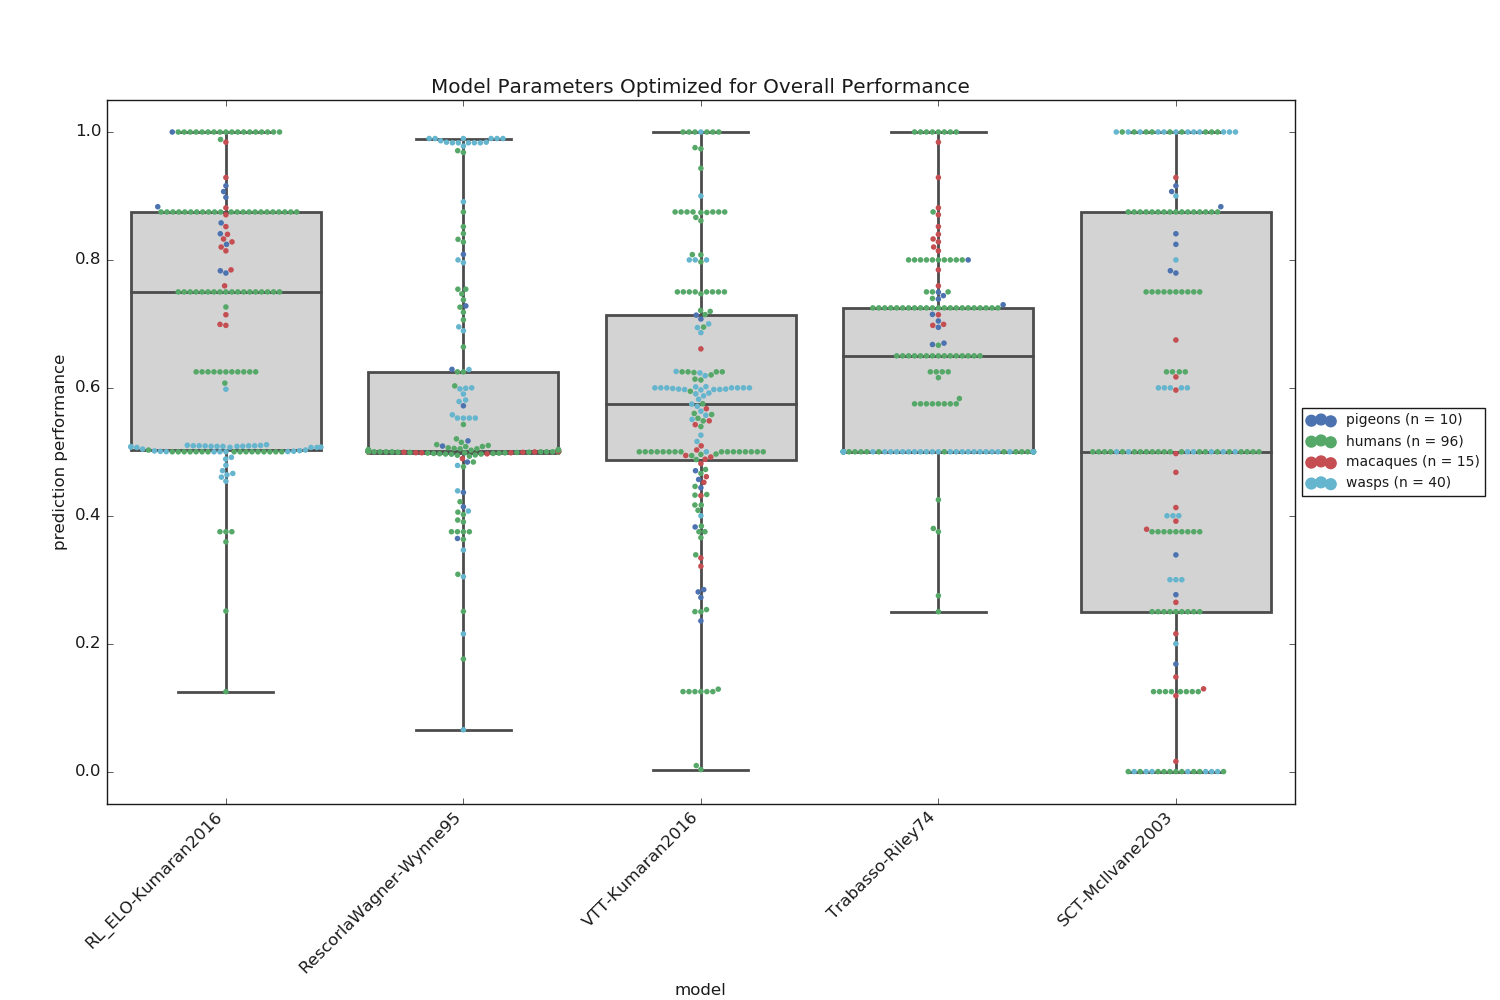 Model Parameters Optimized for Overall Performance
prediction performance
1.0
0.8
0.6
0.4
0.2
0.0
pigeons (n = 10)
humans (n = 96)
macaques (n = 15)
wasps (n = 40)
RL_ELO-Kumaran2016
RescorlaWagner-Wynne95
VTT-Kumaran2016
Trabasso-Riley74
SCT-McIlvane2003
model